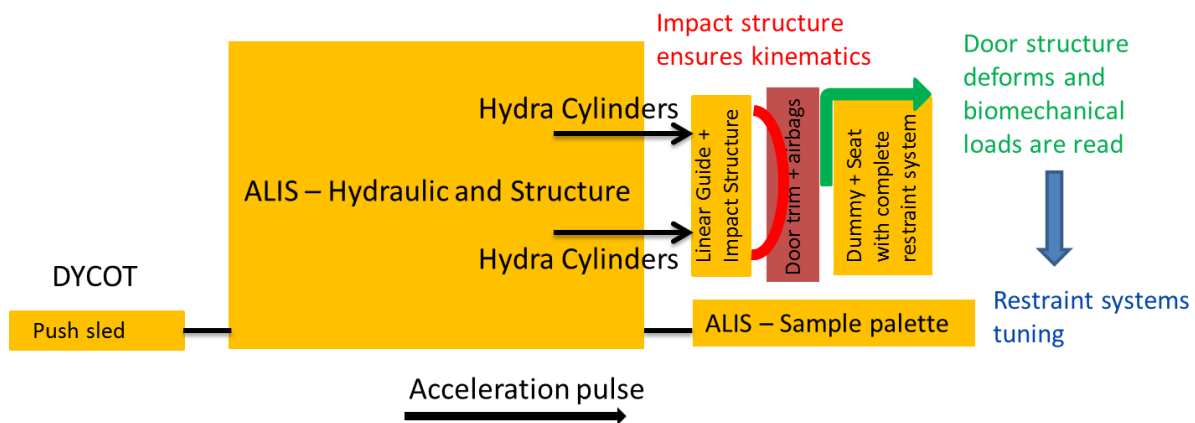 Impact structure
ensures kinematics
Door structure
deforms and
biomechanical
loads are read
Hydra Cylinders
ALIS – Hydraulic and Structure
Hydra Cylinders
Linear Guide +
Impact Structure
Door trim + airbags
Dummy + Seat
with complete
restraint system
DYCOT
Push sled
ALIS – Sample palette
Restraint systems
tuning
Acceleration pulse